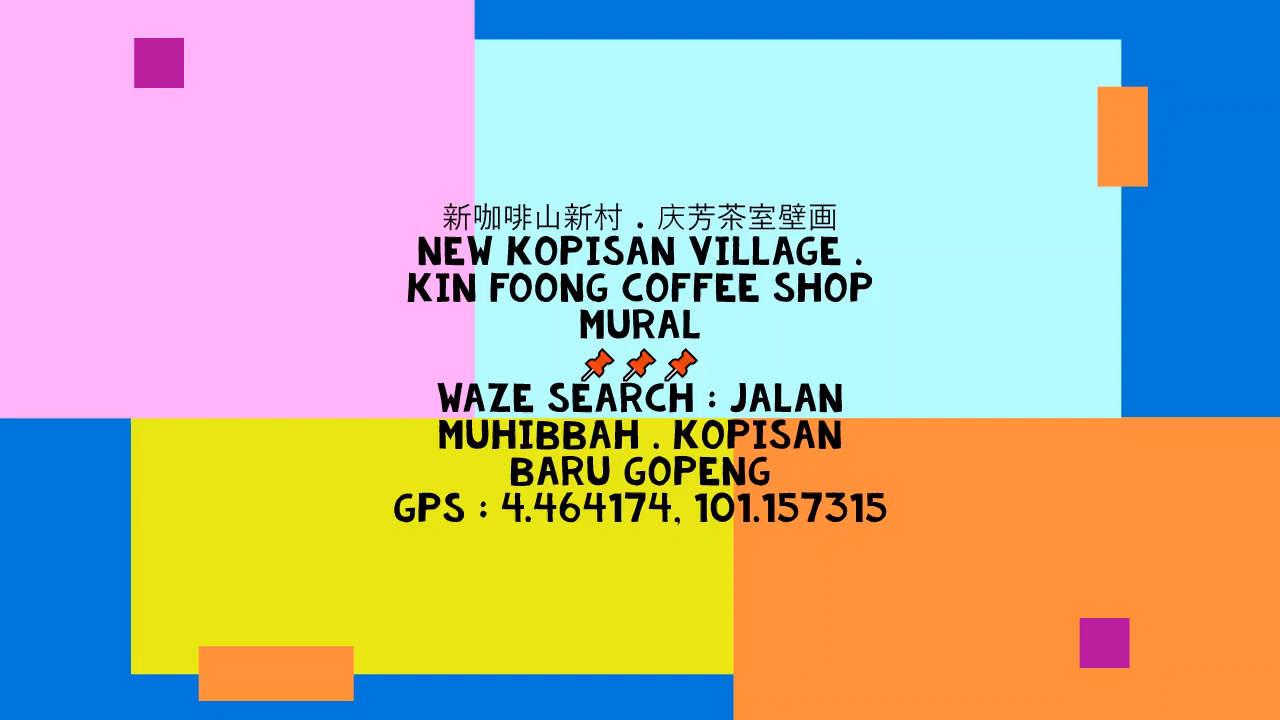 新咖啡山新村 . 庆芳茶室壁画
NEW KOPISAN VILLAGE .
KIN FOONG COFFEE SHOP
MURAL
📌📌📌
WAZE SEARCH : JALAN
MUHIBBAH . KOPISAN
BARU GOPENG
GPS : 4.464174, 101.157315